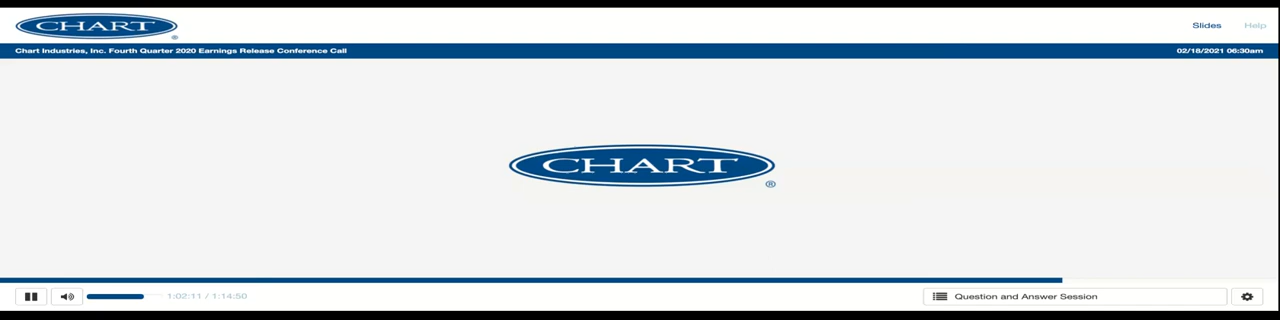 CHART
®
Slides
Help
Chart Industries, Inc. Fourth Quarter 2020 Earnings Release Conference Call
02/18/2021 06:30am
CHART
®
1:02:11 / 1:14:50
Question and Answer Session